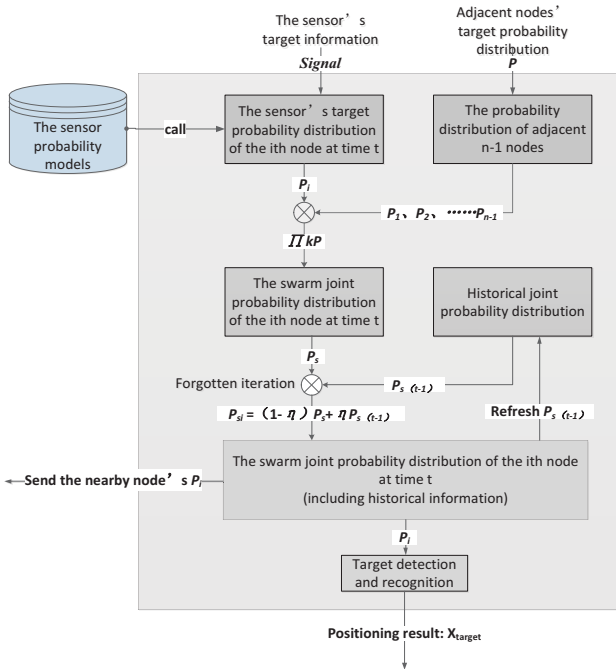 The sensor’s
target information
Signal
Adjacent nodes’
target probability
distribution
P
The sensor
probability
models
call
The sensor’s target
probability distribution
of the ith node at time t
The probability
distribution of adjacent
n-1 nodes
Pi
P1、P2、······Pn-1
∏ kP
The swarm joint
probability distribution
of the ith node at time t
Historical joint
probability distribution
Ps
Forgotten iteration
Ps (t-1)
Psi = (1- η) Ps + η Ps (t-1)
Refresh Ps (t-1)
The swarm joint probability distribution of the ith node
at time t
(including historical information)
Send the nearby node’s Pi
Pi
Target detection
and recognition
Positioning result: Xtarget